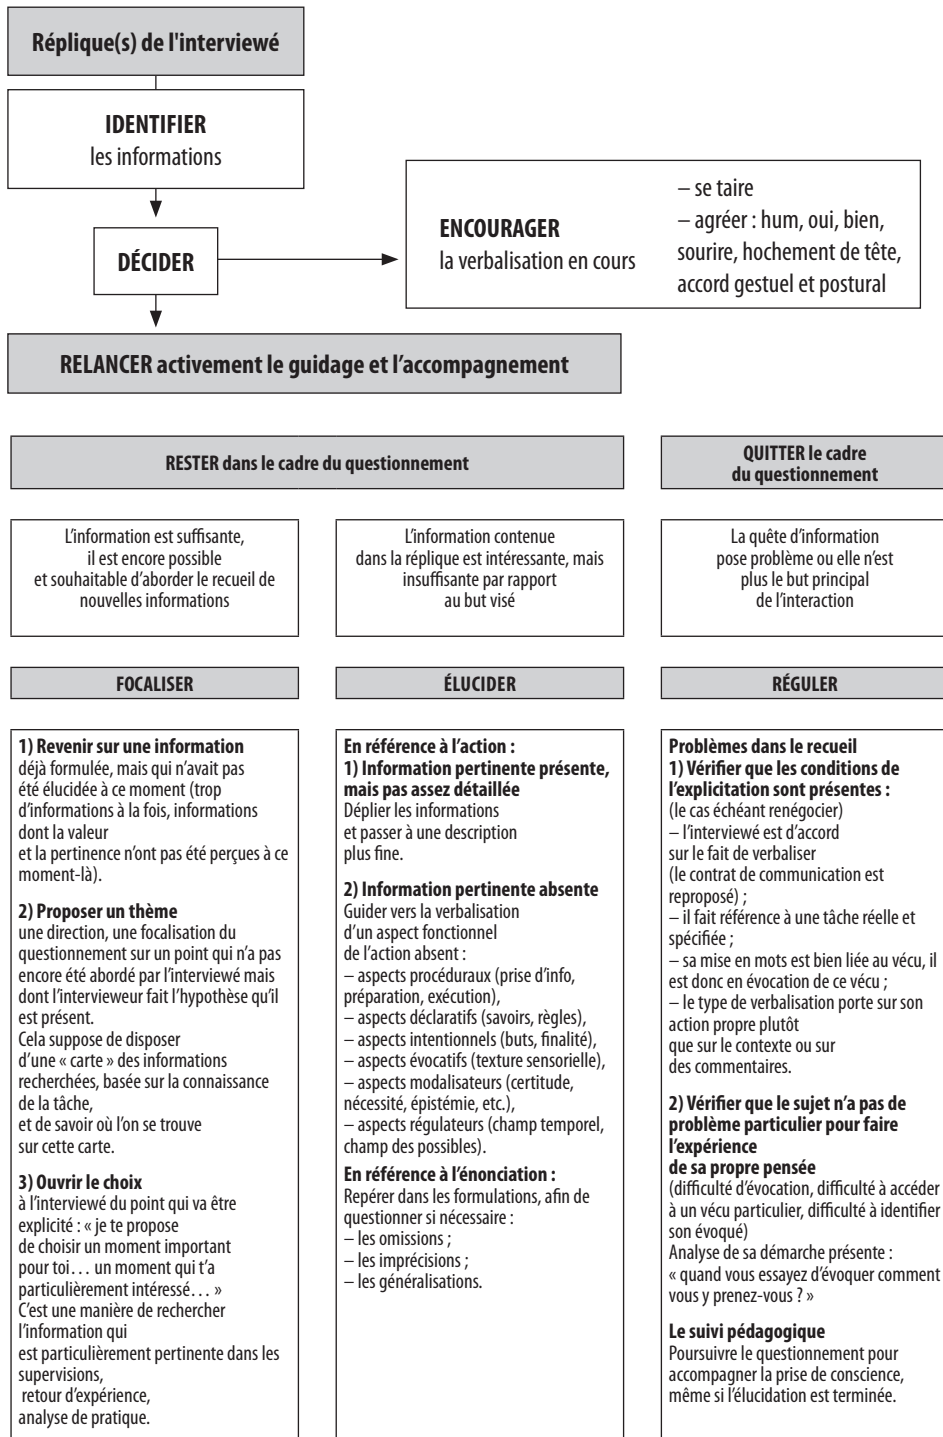 Réplique(s) de l'interviewé
IDENTIFIER
les informations
DÉCIDER
ENCOURAGER
la verbalisation en cours
– se taire
– agréer : hum, oui, bien,
sourire, hochement de tête,
accord gestuel et postural
RELANCER activement le guidage et l'accompagnement
RESTER dans le cadre du questionnement
QUITTER le cadre
du questionnement
L'information est suffisante,
il est encore possible
et souhaitable d'aborder le recueil de
nouvelles informations
L'information contenue
dans la réplique est intéressante, mais
insuffisante par rapport
au but visé
La quête d'information
pose problème ou elle n'est
plus le but principal
de l'interaction
FOCALISER
ÉLUCIDER
RÉGULER
1) Revenir sur une information
déjà formulée, mais qui n'avait pas
été élucidée à ce moment (trop
d'informations à la fois, informations
dont la valeur
et la pertinence n'ont pas été perçues à ce
moment-là).
2) Proposer un thème
une direction, une focalisation du
questionnement sur un point qui n'a pas
encore été abordé par l'interviewé mais
dont l'intervieweur fait l'hypothèse qu'il
est présent.
Cela suppose de disposer
d'une « carte » des informations
recherchées, basée sur la connaissance
de la tâche,
et de savoir où l'on se trouve
sur cette carte.
3) Ouvrir le choix
à l'interviewé du point qui va être
explicité : « je te propose
de choisir un moment important
pour toi… un moment qui t'a
particulièrement intéressé… »
C'est une manière de rechercher
l'information qui
est particulièrement pertinente dans les
supervisions,
retour d'expérience,
analyse de pratique.
En référence à l'action :
1) Information pertinente présente,
mais pas assez détaillée
Déplier les informations
et passer à une description
plus fine.
2) Information pertinente absente
Guider vers la verbalisation
d'un aspect fonctionnel
de l'action absent :
– aspects procéduraux (prise d'info,
préparation, exécution),
– aspects déclaratifs (savoirs, règles),
– aspects intentionnels (buts, finalité),
– aspects évocatifs (texture sensorielle),
– aspects modalisateurs (certitude,
nécessité, épistémie, etc.),
– aspects régulateurs (champ temporel,
champ des possibles).
En référence à l'énonciation :
Repérer dans les formulations, afin de
questionner si nécessaire :
– les omissions ;
– les imprécisions ;
– les généralisations.
Problèmes dans le recueil
1) Vérifier que les conditions de
l'explicitation sont présentes :
(le cas échéant renégocier)
– l'interviewé est d'accord
sur le fait de verbaliser
(le contrat de communication est
reproposé) ;
– il fait référence à une tâche réelle et
spécifiée ;
– sa mise en mots est bien liée au vécu, il
est donc en évocation de ce vécu ;
– le type de verbalisation porte sur son
action propre plutôt
que sur le contexte ou sur
des commentaires.
2) Vérifier que le sujet n'a pas de
problème particulier pour faire
l'expérience
de sa propre pensée
(difficulté d'évocation, difficulté à accéder
à un vécu particulier, difficulté à identifier
son évoqué)
Analyse de sa démarche présente :
« quand vous essayez d'évoquer comment
vous y prenez-vous ? »
Le suivi pédagogique
Poursuivre le questionnement pour
accompagner la prise de conscience,
même si l'élucidation est terminée.